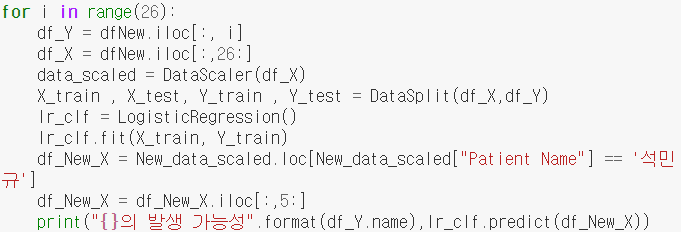 for i in range(26):
    df_Y = dfNew.iloc[:, i]
    df_X = dfNew.iloc[:,26:]
    data_scaled = DataScaler(df_X)
    X_train , X_test, Y_train , Y_test = DataSplit(df_X,df_Y)
    lr_clf = LogisticRegression()
    lr_clf.fit(X_train, Y_train)
    df_New_X = New_data_scaled.loc[New_data_scaled["Patient Name"] == '석민
규']
    df_New_X = df_New_X.iloc[:,5:]
    print("{}의 발생 가능성".format(df_Y.name),lr_clf.predict(df_New_X))